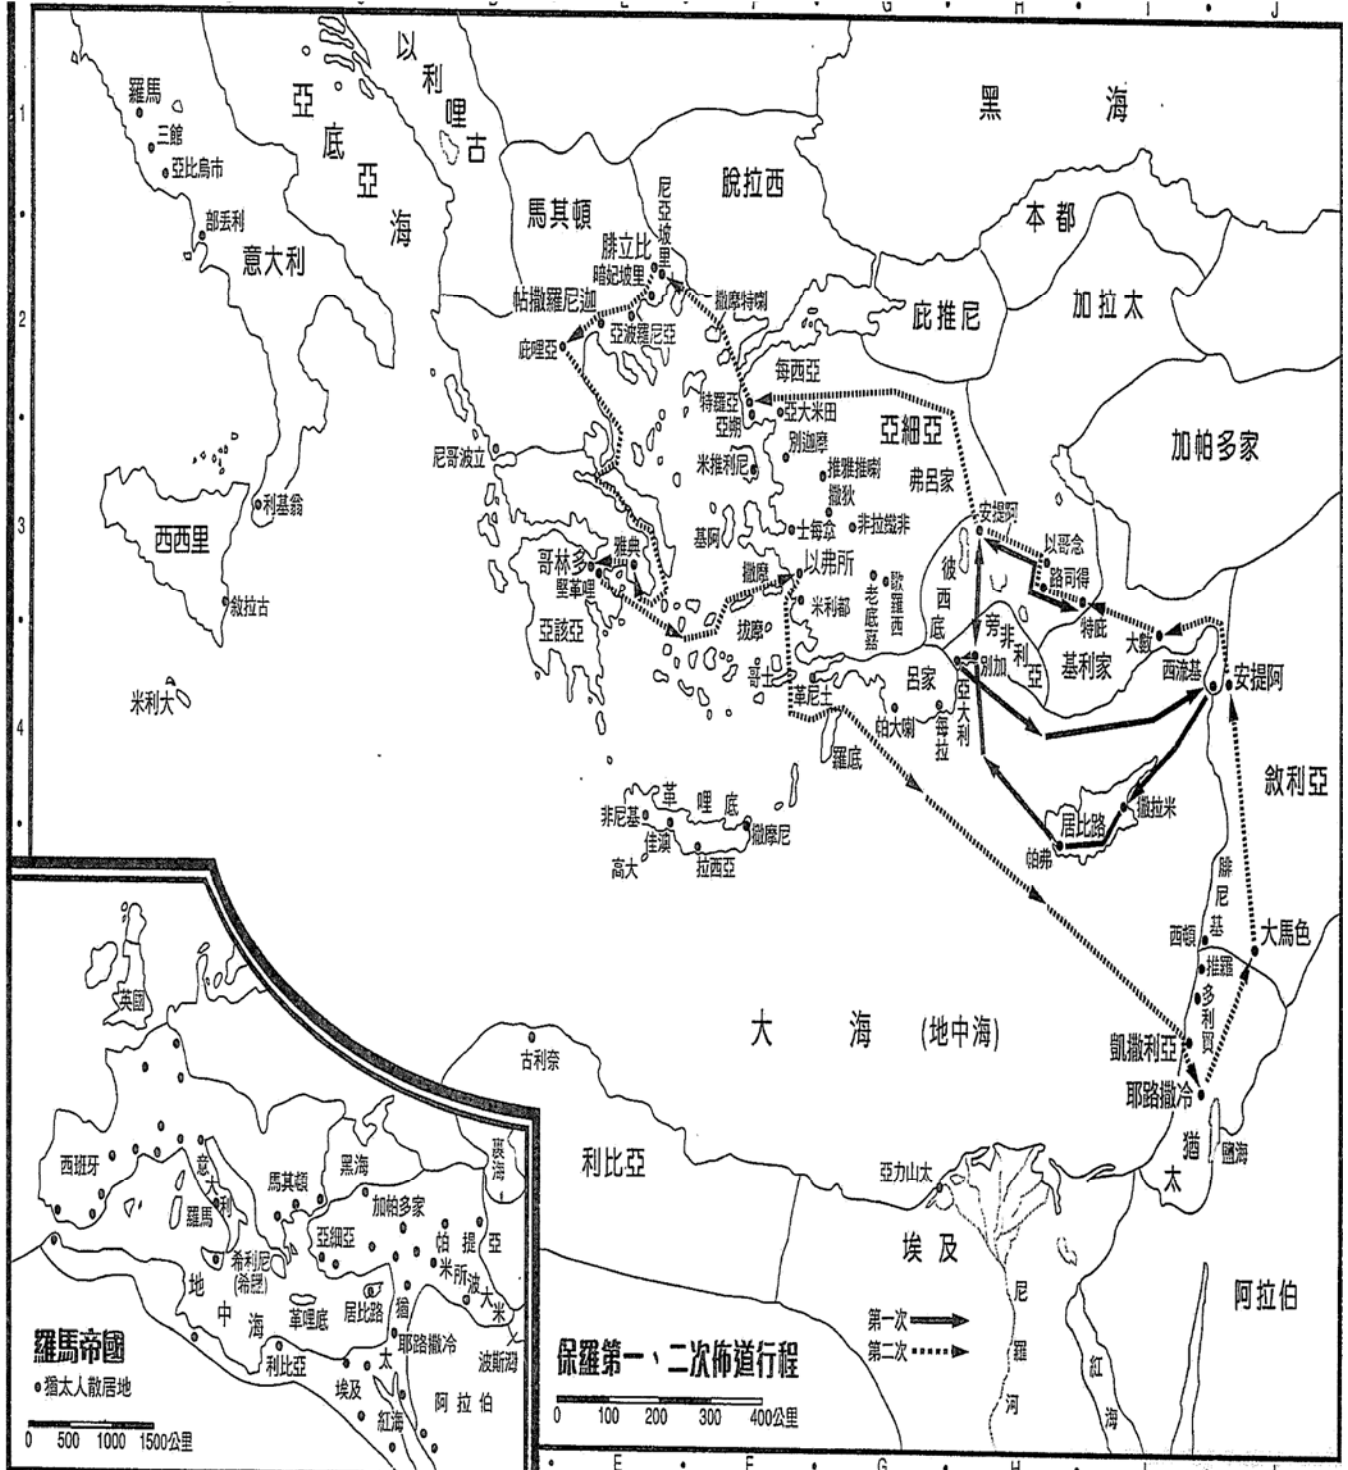 G
H
I
J
1
2
3
4
黑海
以利哩古
亞底亞海
羅馬
三館
亞比烏市
部丟利
意大利
馬其頓
脫拉西
尼亞坡里
腓立比
暗妃坡里
帖撒羅尼迦
亞波羅尼亞
庇哩亞
撒摩特喇
本都
庇推尼
加拉太
加帕多家
每西亞
特羅亞
亞大米田
亞朔
亞細亞
別迦摩
米推利尼
推雅推喇
撒狄
弗呂家
尼哥波立
利基翁
西西里
敘拉古
米利大
基阿
士每拿
非拉鐵非
安提阿
以哥念
路司得
特庇
大數
雅典
哥林多
堅革哩
亞該亞
撒摩
以弗所
米利都
拔摩
老底嘉
歌羅西
彼西底
旁非利亞
別加
基利家
西流基
安提阿
哥士
革尼土
呂家
亞大利
帕大喇
每拉
羅底
敘利亞
革哩底
非尼基
佳澳
撒摩尼
高大
拉西亞
居比路
撒拉米
帕弗
腓尼基
西頓
大馬色
推羅
多利買
大海(地中海)
凱撒利亞
耶路撒冷
猶太
鹽海
古利奈
利比亞
亞力山太
埃及
尼羅河
紅海
阿拉伯
第一次
第二次
保羅第一、二次佈道行程
0 100 200 300 400公里
英國
西班牙
意大利
羅馬
馬其頓
黑海
裏海
加帕多家
亞細亞
帕提亞
米所波大米
希利尼
(希臘)
地中海
革哩底
居比路
猶太
耶路撒冷
波斯灣
利比亞
埃及
紅海
阿拉伯
羅馬帝國
猶太人散居地
0 500 1000 1500公里
E
F
G
H